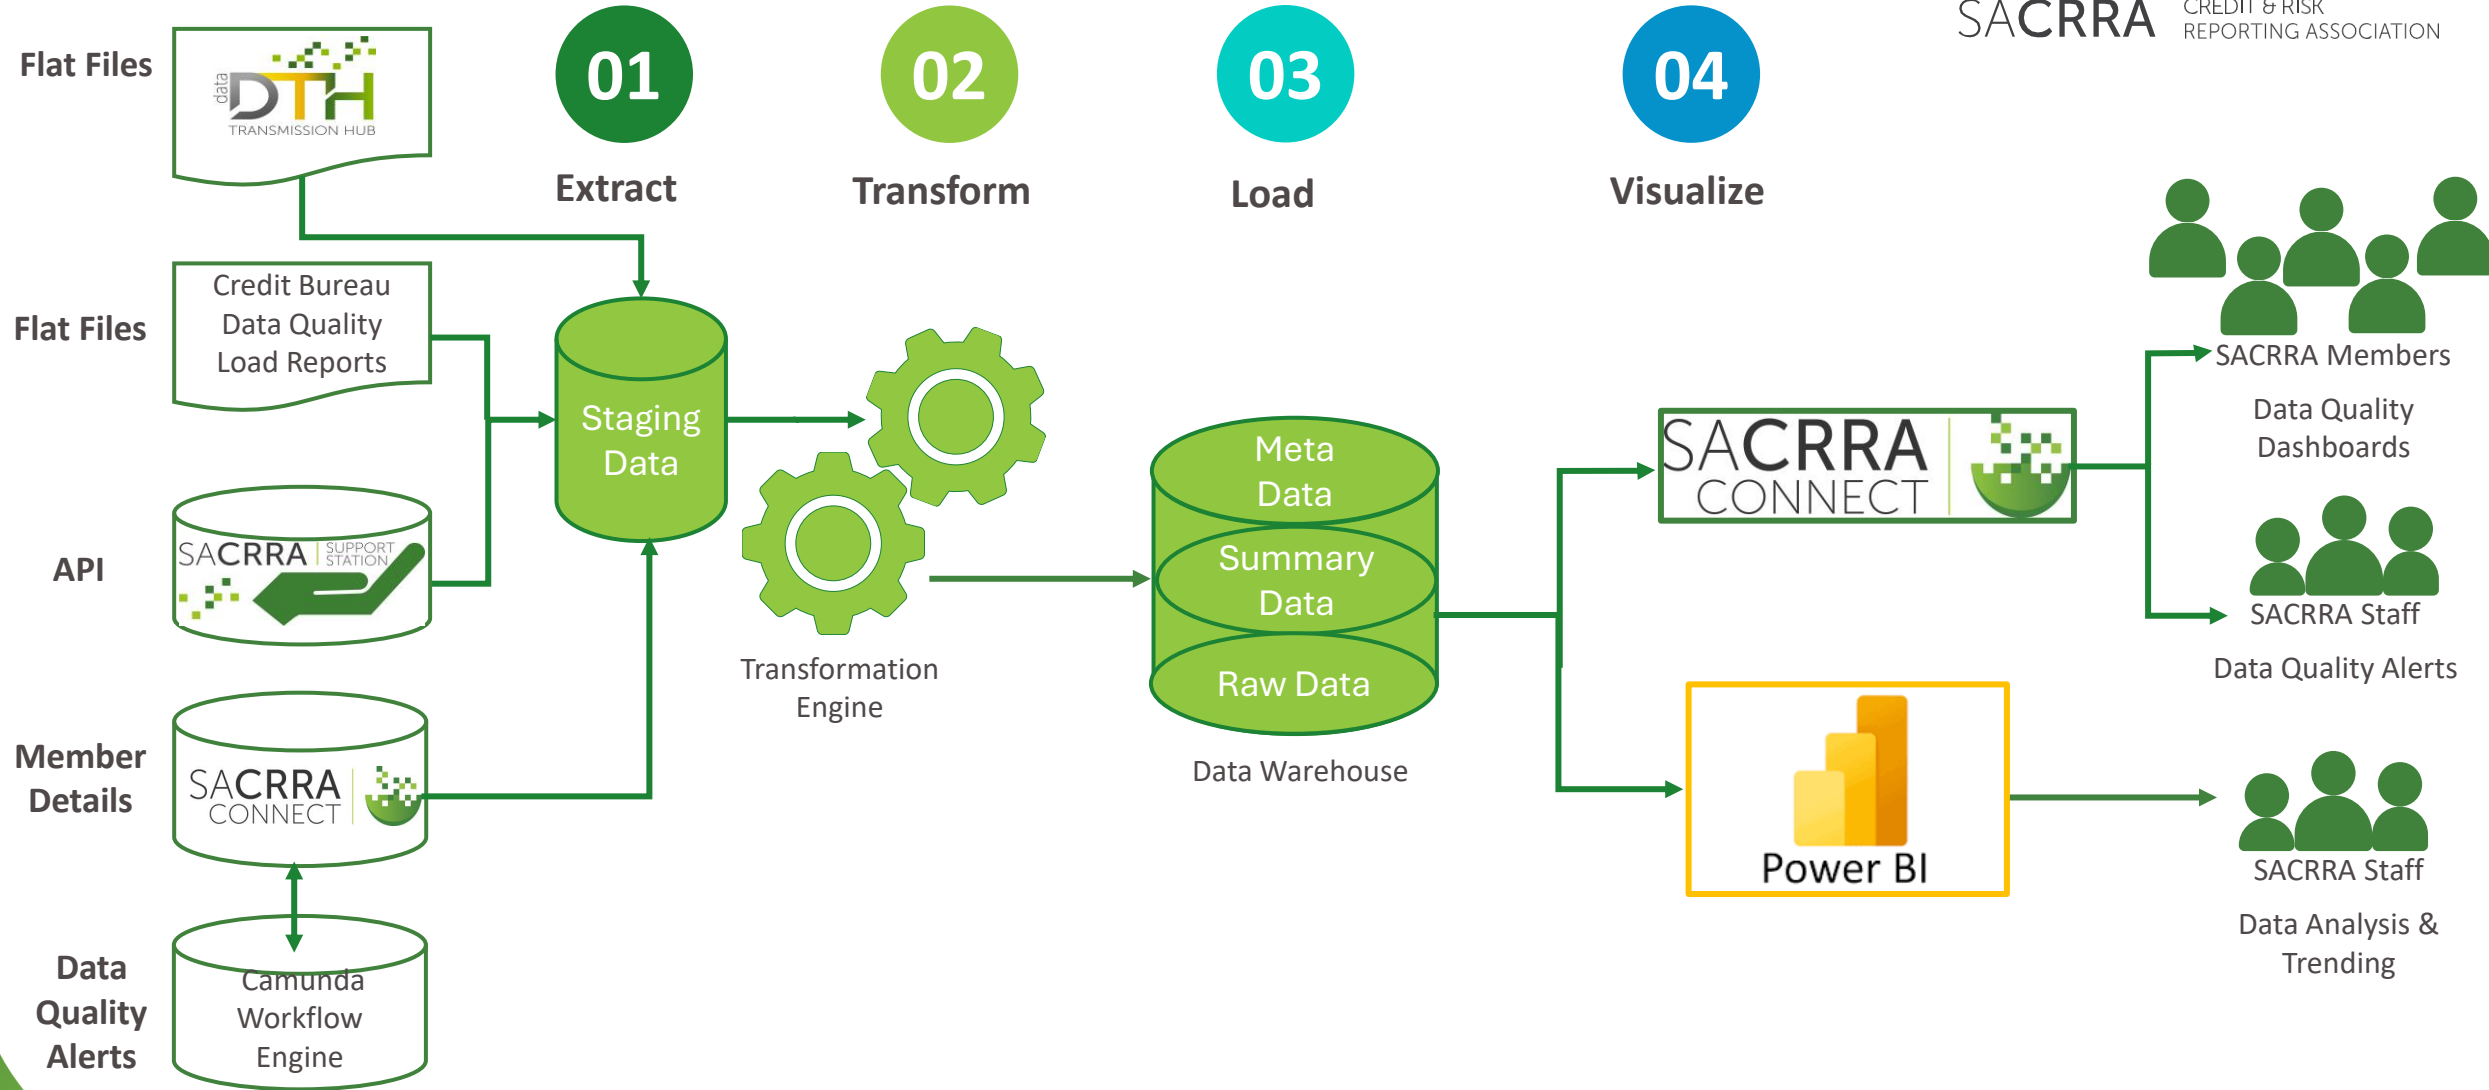 Flat Files
data
DTH
TRANSMISSION HUB
01
Extract
02
Transform
03
Load
04
Visualize
SACRRA
CREDIT & RISK
REPORTING ASSOCIATION
Flat Files
Credit Bureau
Data Quality
Load Reports
API
SACRRA
SUPPORT
STATION
Member
Details
SACRRA
CONNECT
Data
Quality
Alerts
Camunda
Workflow
Engine
Staging
Data
Transformation
Engine
Meta
Data
Summary
Data
Raw Data
Data Warehouse
SACRRA
CONNECT
Power BI
SACRRA Members
Data Quality
Dashboards
SACRRA Staff
Data Quality Alerts
SACRRA Staff
Data Analysis &
Trending